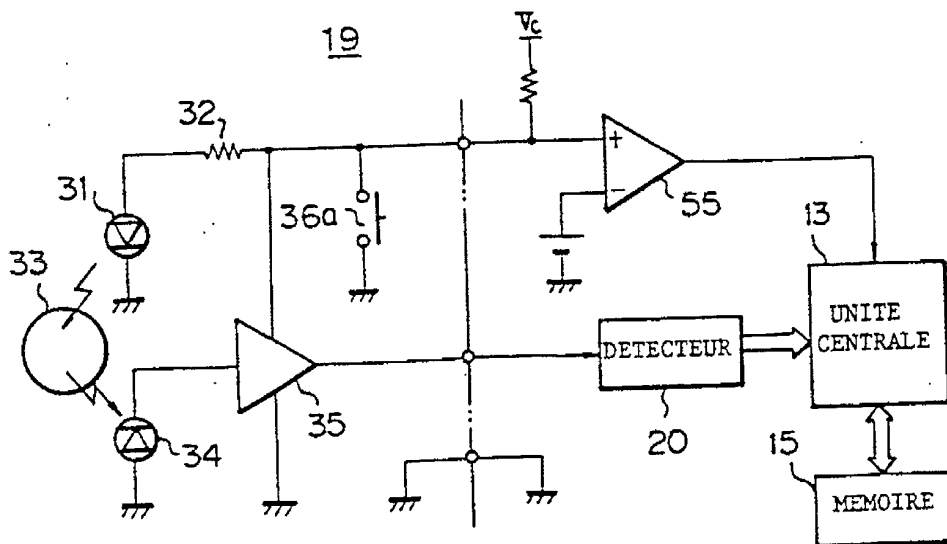 19
Vc
32
31
36a
55
13
33
UNITE
CENTRALE
DETECTEUR
35
34
20
15
MEMOIRE